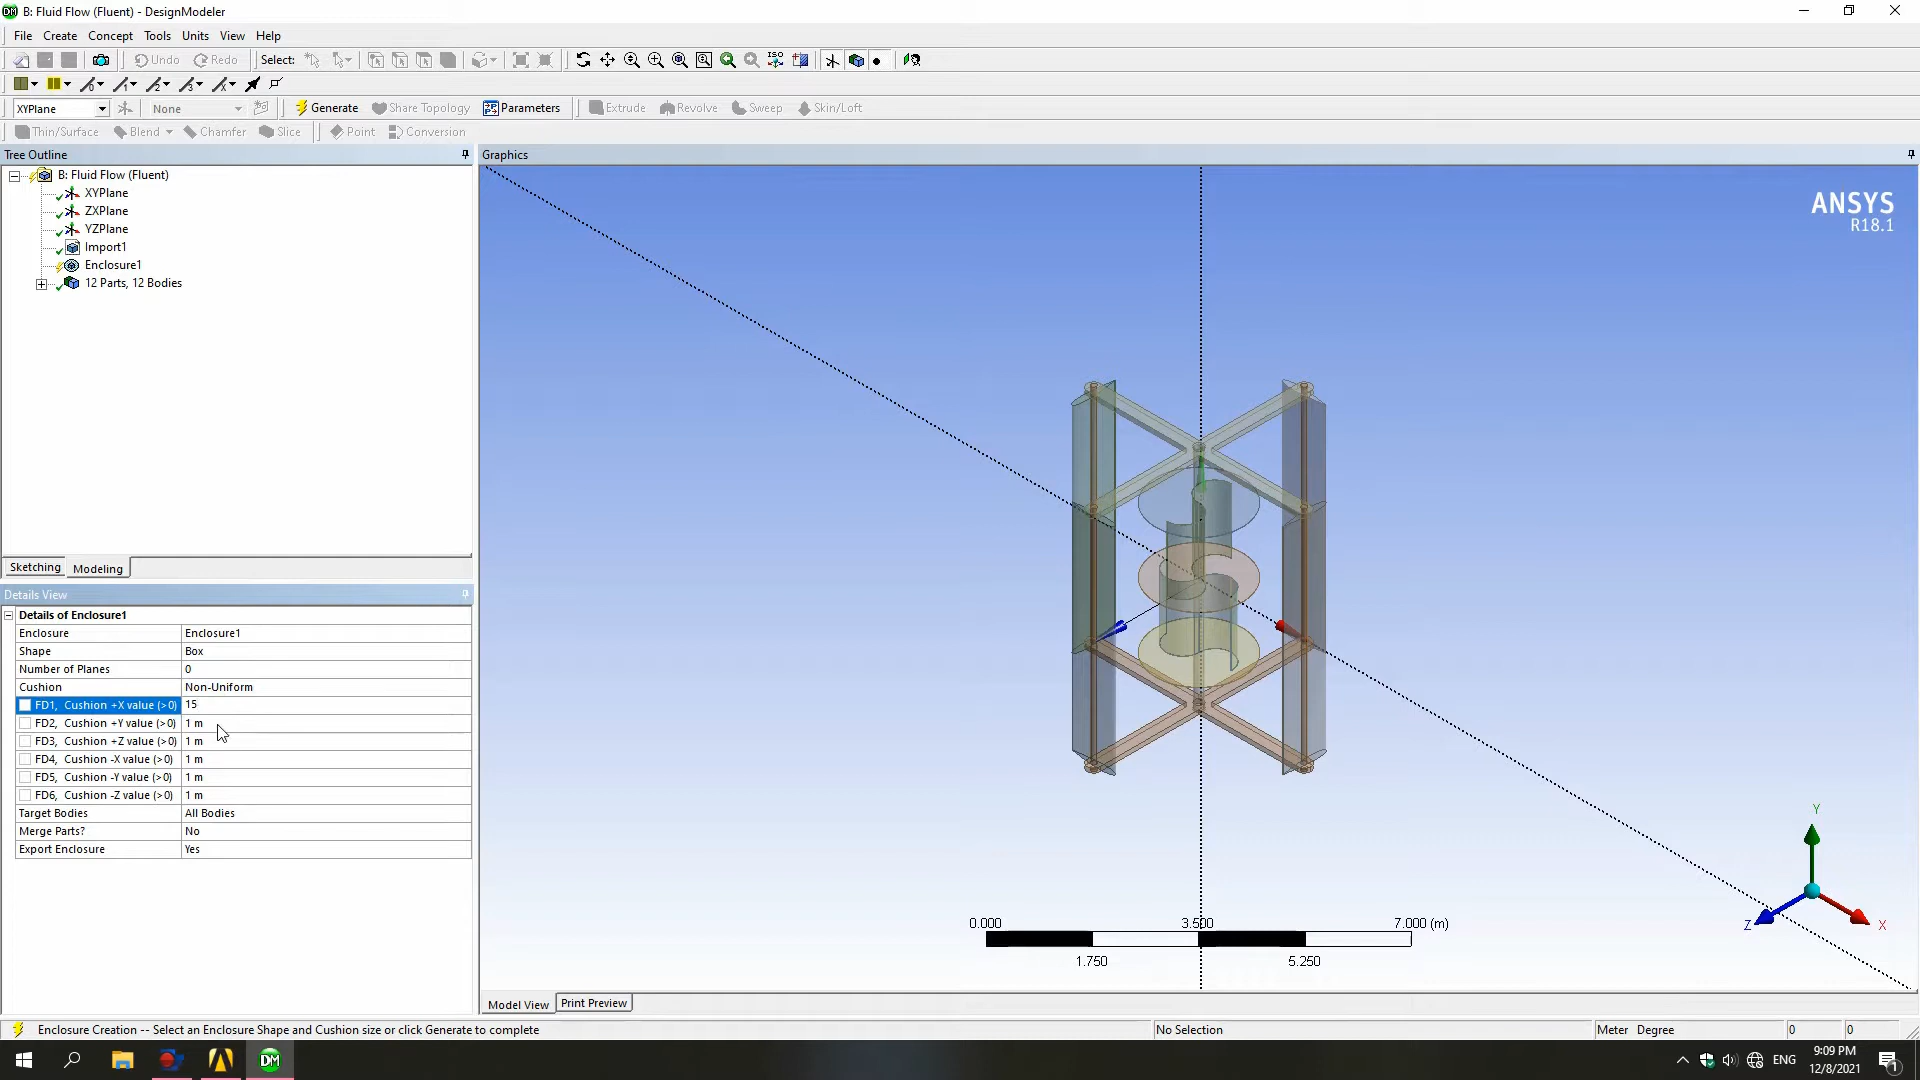 B: Fluid Flow (Fluent) - DesignModeler
File Create Concept Tools Units View Help
Undo Redo Select: ISO
XYPlane None Generate Share Topology Parameters Extrude Revolve Sweep Skin/Loft
Thin/Surface Blend Chamfer Slice Point Conversion
Tree Outline
B: Fluid Flow (Fluent)
XYPlane
ZXPlane
YZPlane
Import1
Enclosure1
12 Parts, 12 Bodies
Sketching Modeling
Details View
Details of Enclosure1
Enclosure Enclosure1
Shape Box
Number of Planes 0
Cushion Non-Uniform
FD1, Cushion +X value (>0) 15
FD2, Cushion +Y value (>0) 1 m
FD3, Cushion +Z value (>0) 1 m
FD4, Cushion -X value (>0) 1 m
FD5, Cushion -Y value (>0) 1 m
FD6, Cushion -Z value (>0) 1 m
Target Bodies All Bodies
Merge Parts? No
Export Enclosure Yes
Graphics
ANSYS
R18.1
0.000 3.500 7.000 (m)
1.750 5.250
Y
Z X
Model View Print Preview
Enclosure Creation -- Select an Enclosure Shape and Cushion size or click Generate to complete No Selection Meter Degree 0 0
DM
ENG
9:09 PM
12/8/2021
1